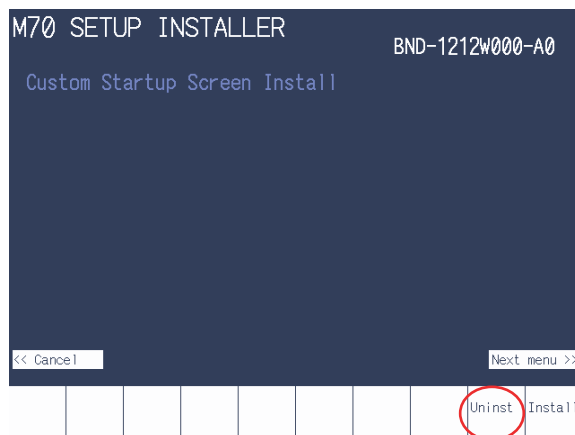 M70 SETUP INSTALLER
BND-1212W000-A0
Custom Startup Screen Install
<< Cancel
Next menu >>
Uninst
Install